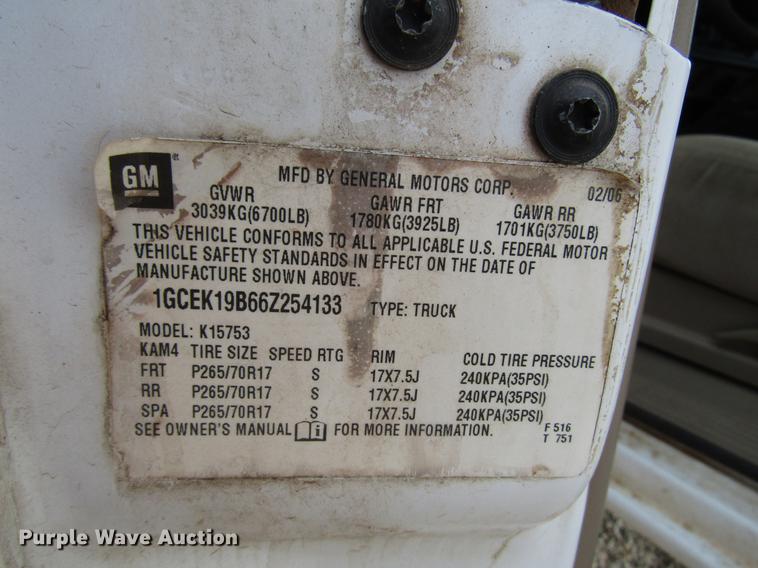 GM
MFD BY GENERAL MOTORS CORP. 02/06
GVWR GAWR FRT GAWR RR
3039KG(6700LB) 1780KG(3925LB) 1701KG(3750LB)
THIS VEHICLE CONFORMS TO ALL APPLICABLE U.S. FEDERAL MOTOR
VEHICLE SAFETY STANDARDS IN EFFECT ON THE DATE OF
MANUFACTURE SHOWN ABOVE.
1GCEK19B66Z254133 TYPE: TRUCK
MODEL: K15753
KAM4 TIRE SIZE SPEED RTG RIM COLD TIRE PRESSURE
FRT P265/70R17 S 17X7.5J 240KPA(35PSI)
RR P265/70R17 S 17X7.5J 240KPA(35PSI)
SPA P265/70R17 S 17X7.5J 240KPA(35PSI)
SEE OWNER'S MANUAL i FOR MORE INFORMATION.
F 516
T 751
Purple Wave Auction